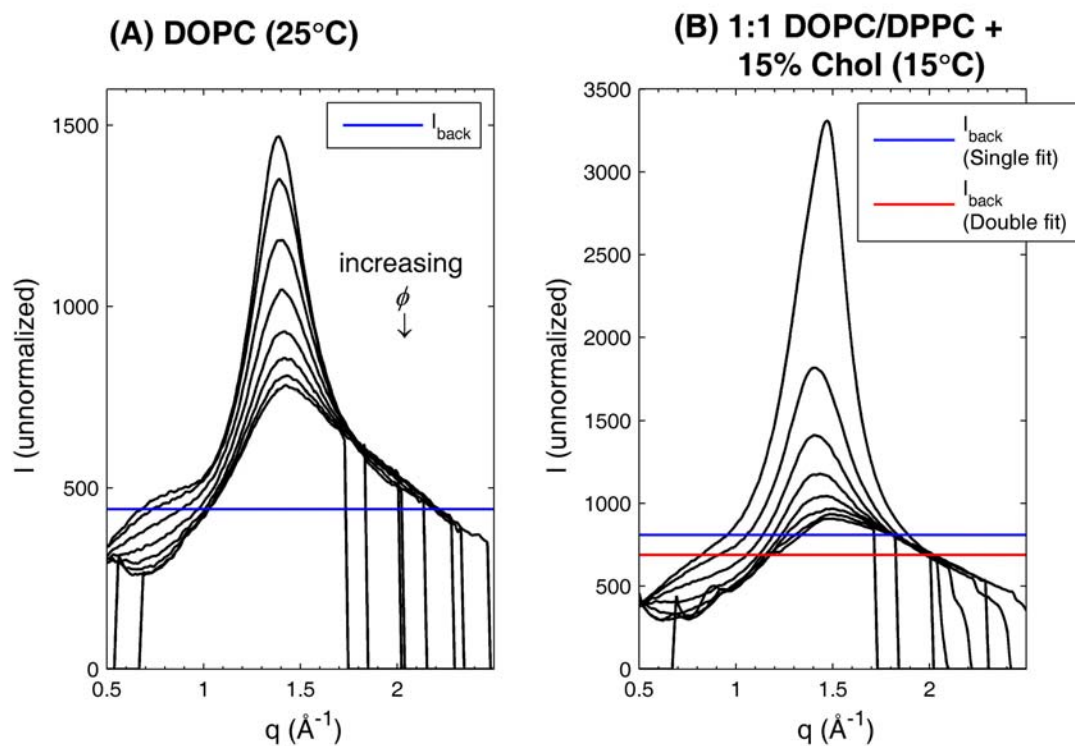 (A) DOPC (25°C)
I_back
increasing
ϕ
↓
1500
1000
500
0
I (unnormalized)
0.5 1 1.5 2
q (Å⁻¹)
(B) 1:1 DOPC/DPPC +
15% Chol (15°C)
I_back
(Single fit)
I_back
(Double fit)
3500
3000
2500
2000
1500
1000
500
0
I (unnormalized)
0.5 1 1.5 2
q (Å⁻¹)